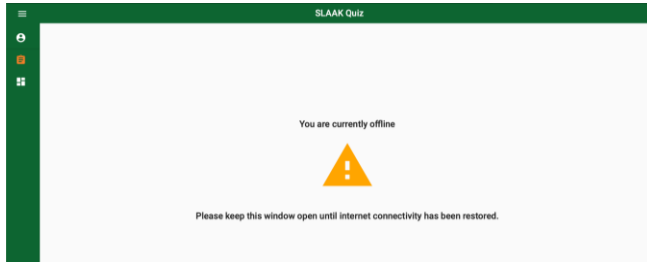 SLAAK Quiz
You are currently offline
Please keep this window open until internet connectivity has been restored.